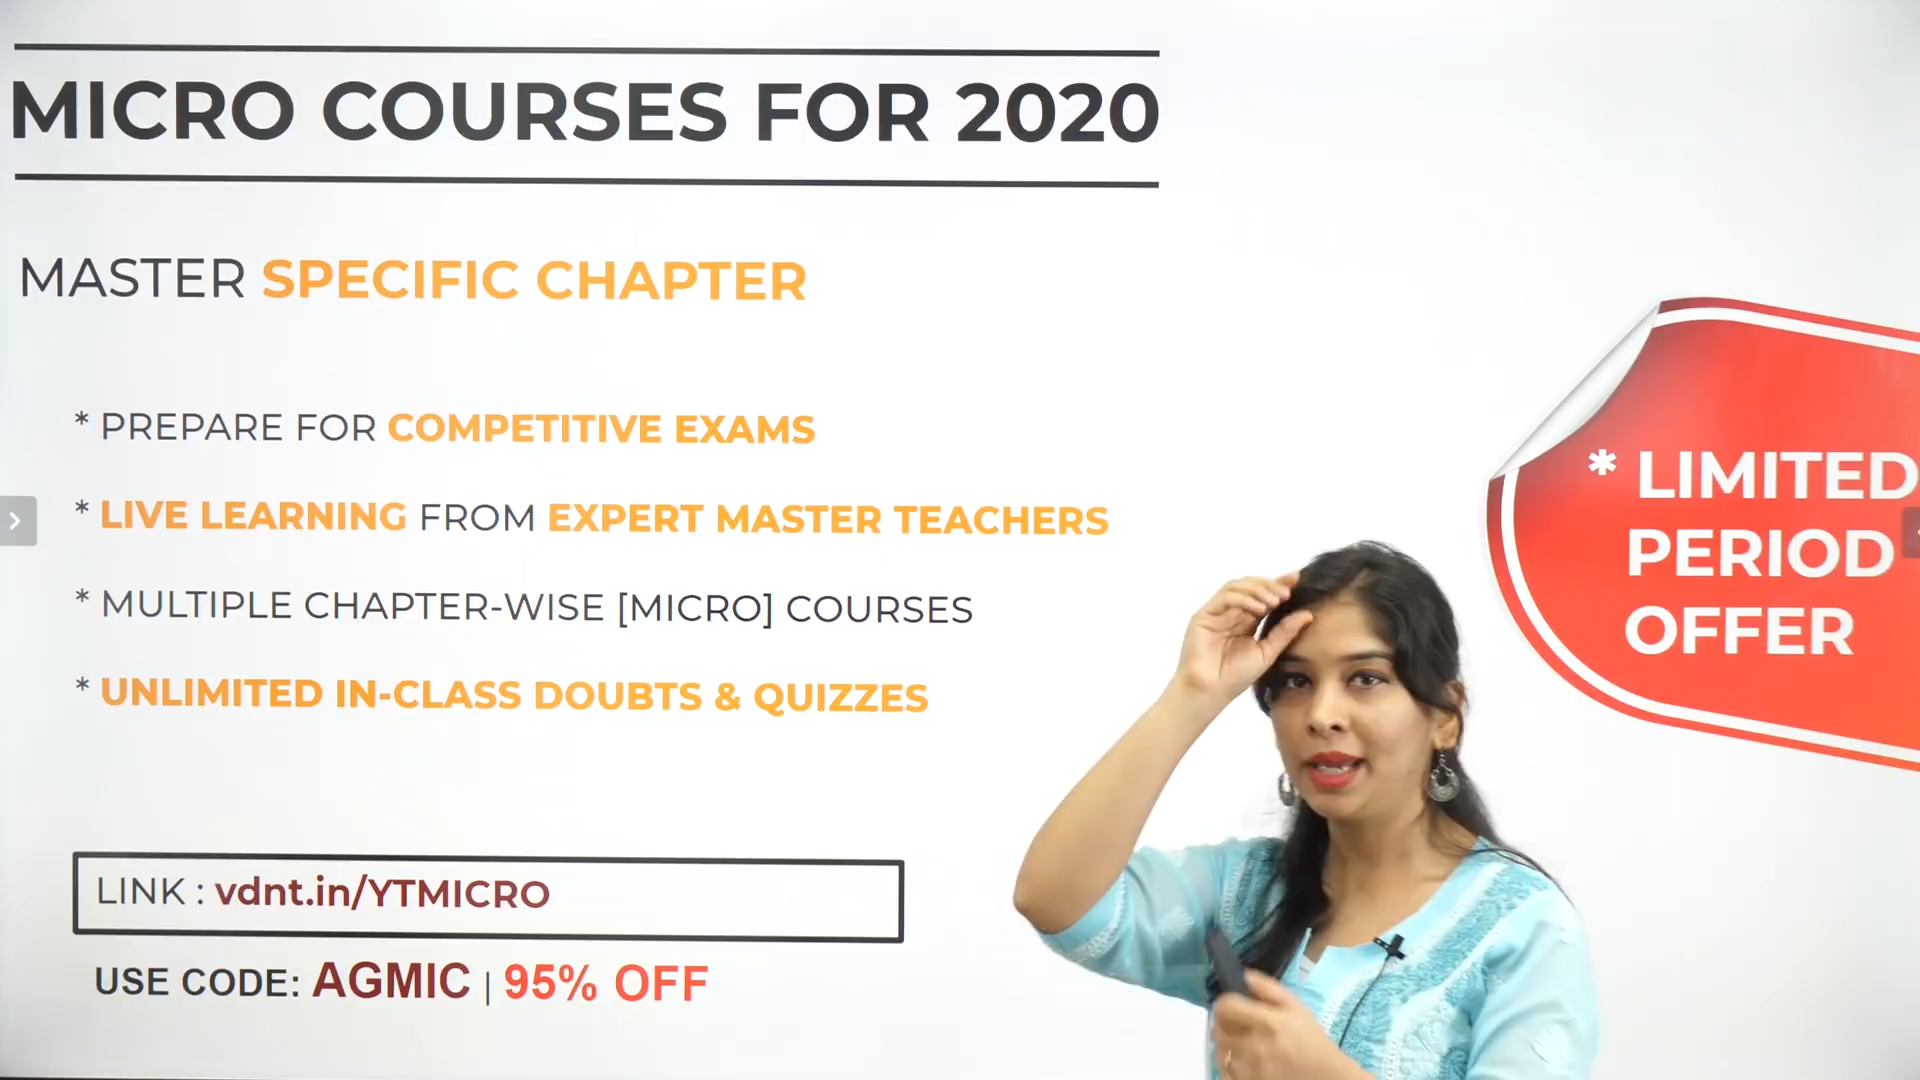 MICRO COURSES FOR 2020
MASTER SPECIFIC CHAPTER
* PREPARE FOR COMPETITIVE EXAMS
* LIVE LEARNING FROM EXPERT MASTER TEACHERS
* MULTIPLE CHAPTER-WISE [MICRO] COURSES
* UNLIMITED IN-CLASS DOUBTS & QUIZZES
LINK : vdnt.in/YTMICRO
USE CODE: AGMIC | 95% OFF
* LIMITED
PERIOD
OFFER